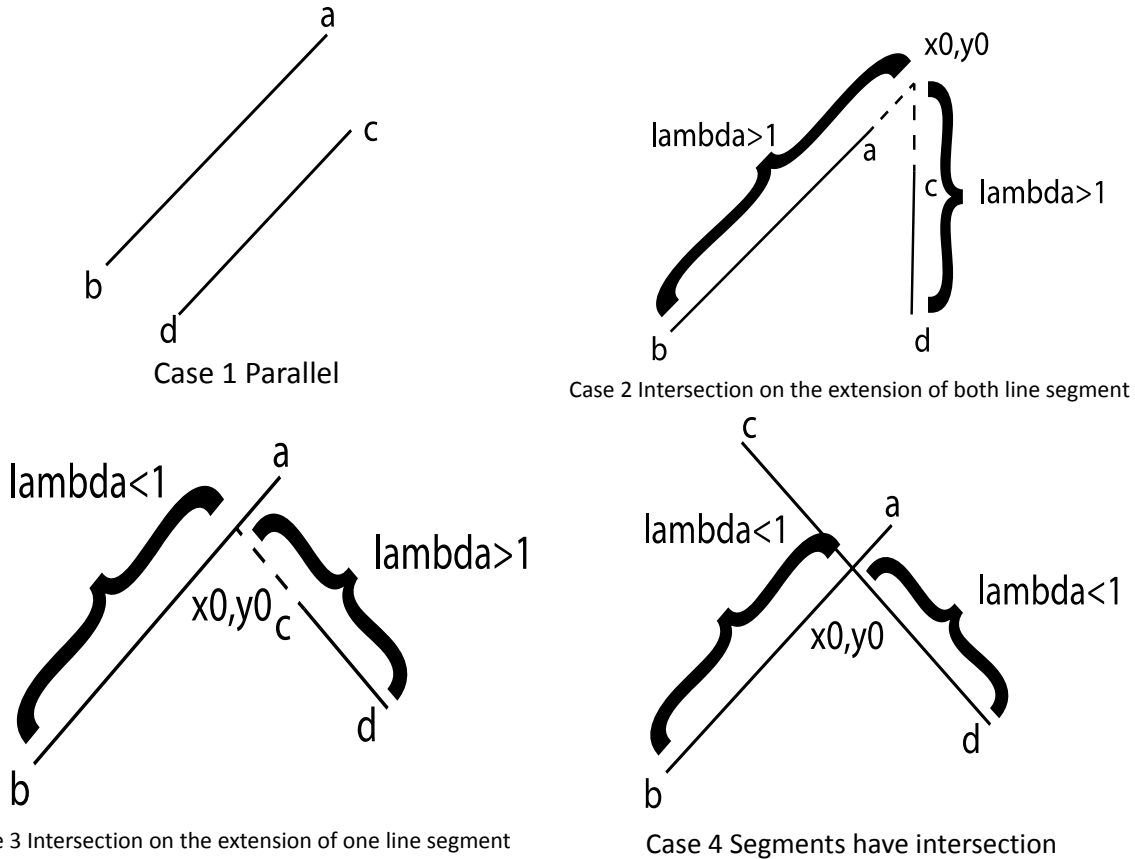 a
c
b
d
Case 1 Parallel
x0,y0
lambda>1
a
c
lambda>1
b
d
Case 2 Intersection on the extension of both line segment
a
lambda<1
lambda>1
x0,y0
c
d
b
3 Intersection on the extension of one line segment
c
a
lambda<1
lambda<1
x0,y0
d
b
Case 4 Segments have intersection